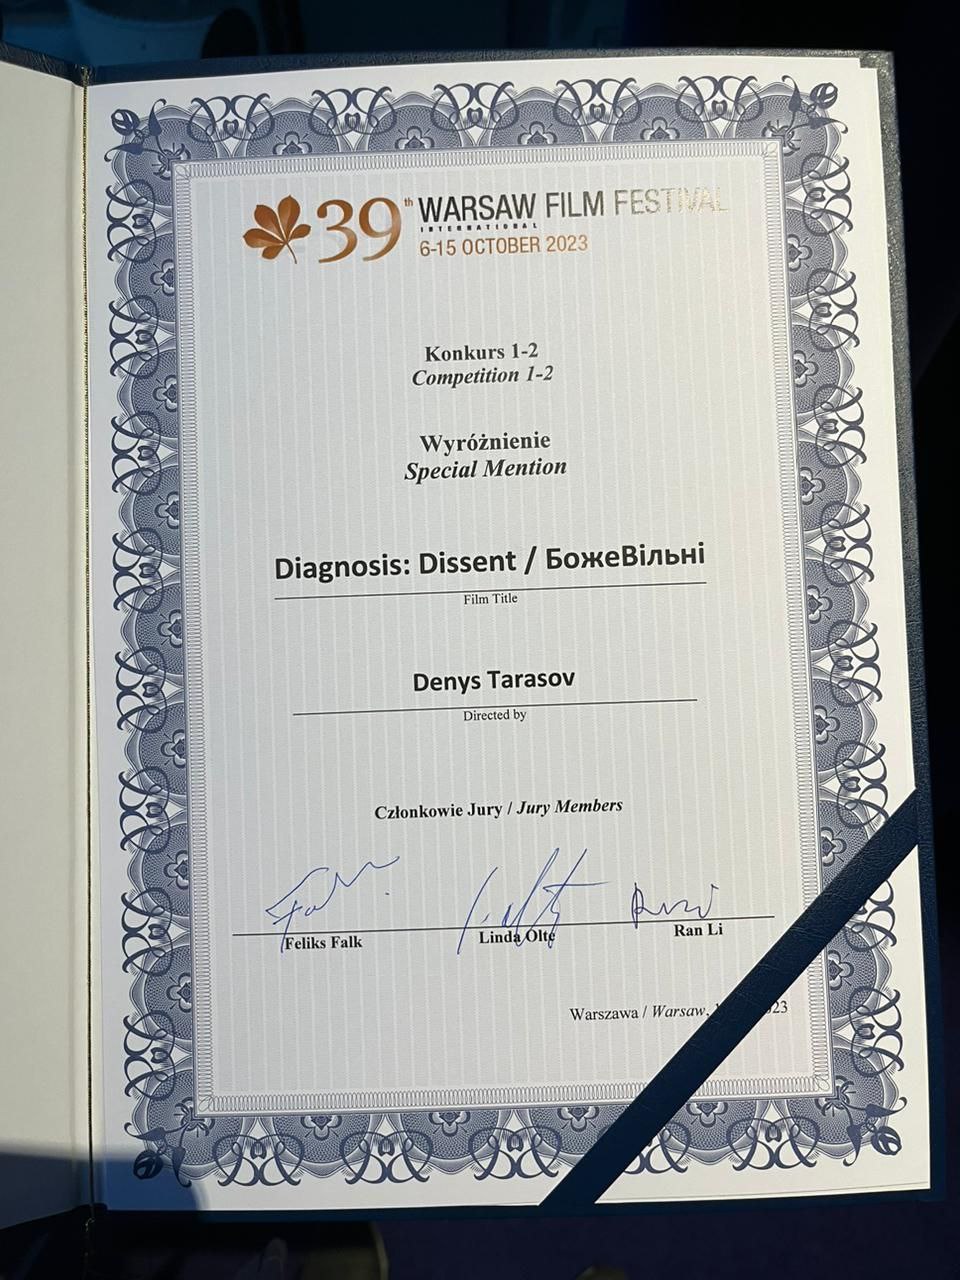 39th WARSAW FILM FESTIVAL
INTERNATIONAL
6-15 OCTOBER 2023
Konkurs 1-2
Competition 1-2
Wyróżnienie
Special Mention
Diagnosis: Dissent / БожеВільні
Film Title
Denys Tarasov
Directed by
Członkowie Jury / Jury Members
Feliks Falk
Linda Olte
Ran Li
Warszawa / Warsaw,